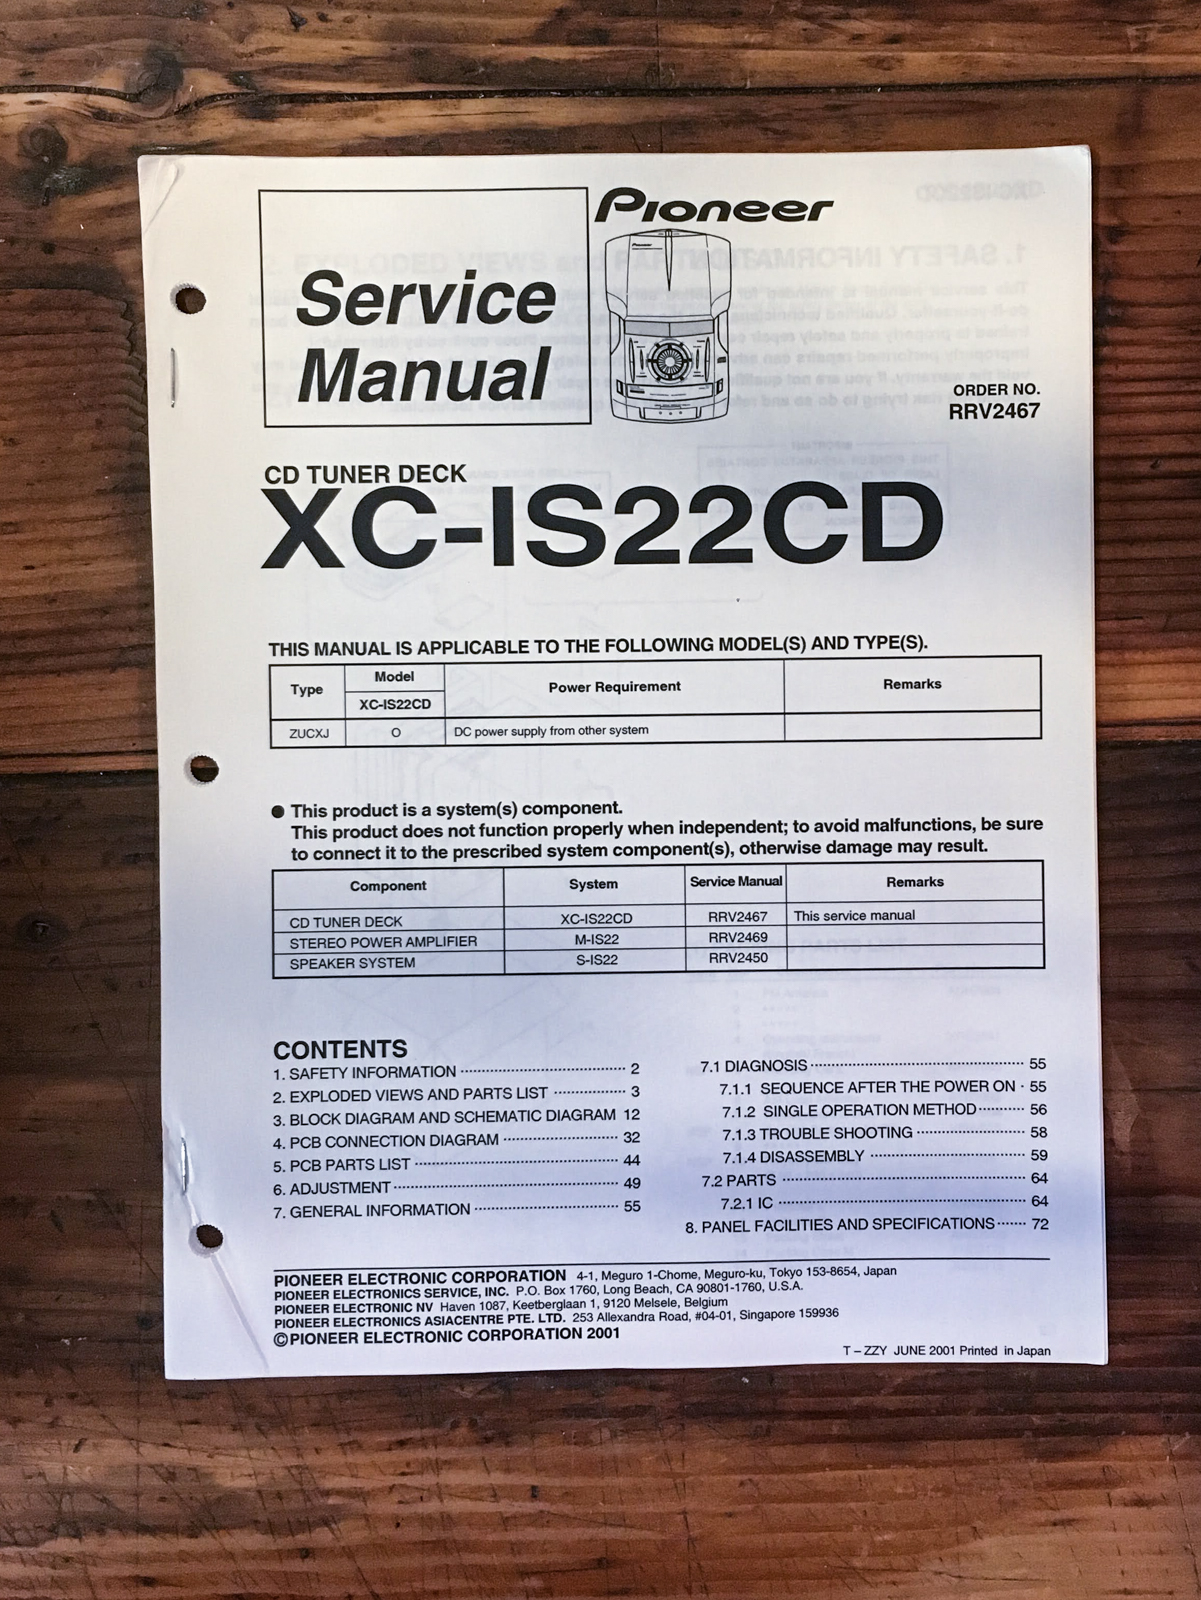 Service
Manual
Pioneer
ORDER NO.
RRV2467
CD TUNER DECK
XC-IS22CD
THIS MANUAL IS APPLICABLE TO THE FOLLOWING MODEL(S) AND TYPE(S).
Type Model Power Requirement Remarks
XC-IS22CD
ZUCXJ O DC power supply from other system
● This product is a system(s) component.
This product does not function properly when independent; to avoid malfunctions, be sure
to connect it to the prescribed system component(s), otherwise damage may result.
Component System Service Manual Remarks
CD TUNER DECK XC-IS22CD RRV2467 This service manual
STEREO POWER AMPLIFIER M-IS22 RRV2469
SPEAKER SYSTEM S-IS22 RRV2450
CONTENTS
1. SAFETY INFORMATION 2
2. EXPLODED VIEWS AND PARTS LIST 3
3. BLOCK DIAGRAM AND SCHEMATIC DIAGRAM 12
4. PCB CONNECTION DIAGRAM 32
5. PCB PARTS LIST 44
6. ADJUSTMENT 49
7. GENERAL INFORMATION 55
7.1 DIAGNOSIS 55
7.1.1 SEQUENCE AFTER THE POWER ON 55
7.1.2 SINGLE OPERATION METHOD 56
7.1.3 TROUBLE SHOOTING 58
7.1.4 DISASSEMBLY 59
7.2 PARTS 64
7.2.1 IC 64
8. PANEL FACILITIES AND SPECIFICATIONS 72
PIONEER ELECTRONIC CORPORATION 4-1, Meguro 1-Chome, Meguro-ku, Tokyo 153-8654, Japan
PIONEER ELECTRONICS SERVICE, INC. P.O. Box 1760, Long Beach, CA 90801-1760, U.S.A.
PIONEER ELECTRONIC NV Haven 1087, Keetberglaan 1, 9120 Melsele, Belgium
PIONEER ELECTRONICS ASIACENTRE PTE. LTD. 253 Allexandra Road, #04-01, Singapore 159936
©PIONEER ELECTRONIC CORPORATION 2001
T – ZZY JUNE 2001 Printed in Japan